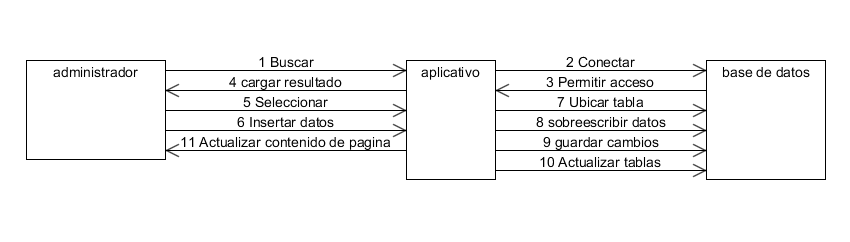 administrador
1 Buscar
4 cargar resultado
5 Seleccionar
6 Insertar datos
11 Actualizar contenido de pagina
aplicativo
2 Conectar
3 Permitir acceso
7 Ubicar tabla
8 sobreescribir datos
9 guardar cambios
10 Actualizar tablas
base de datos